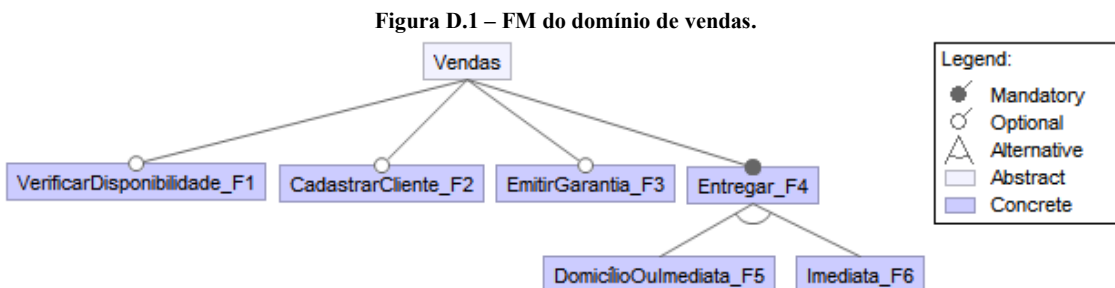 Figura D.1 – FM do domínio de vendas.
Vendas
Legend:
Mandatory
Optional
Alternative
Abstract
Concrete
VerificarDisponibilidade_F1
CadastrarCliente_F2
EmitirGarantia_F3
Entregar_F4
DomicílioOuImediata_F5
Imediata_F6